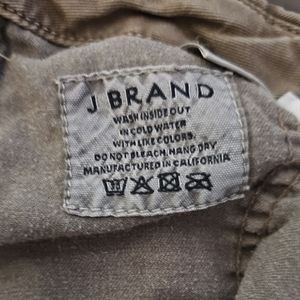 J BRAND
WASH INSIDE OUT
IN COLD WATER
WITH LIKE COLORS.
DO NOT BLEACH. HANG DRY
MANUFACTURED IN CALIFORNIA